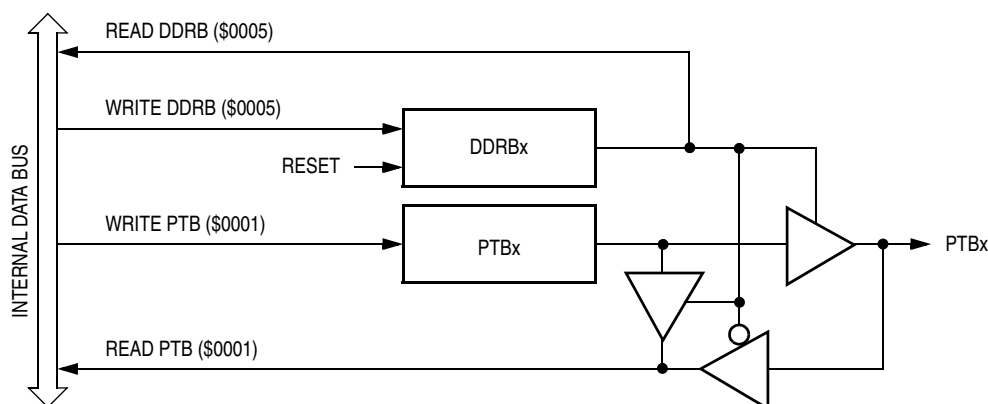 READ DDRB ($0005)
WRITE DDRB ($0005)
DDRBx
RESET
INTERNAL DATA BUS
WRITE PTB ($0001)
PTBx
PTBx
READ PTB ($0001)